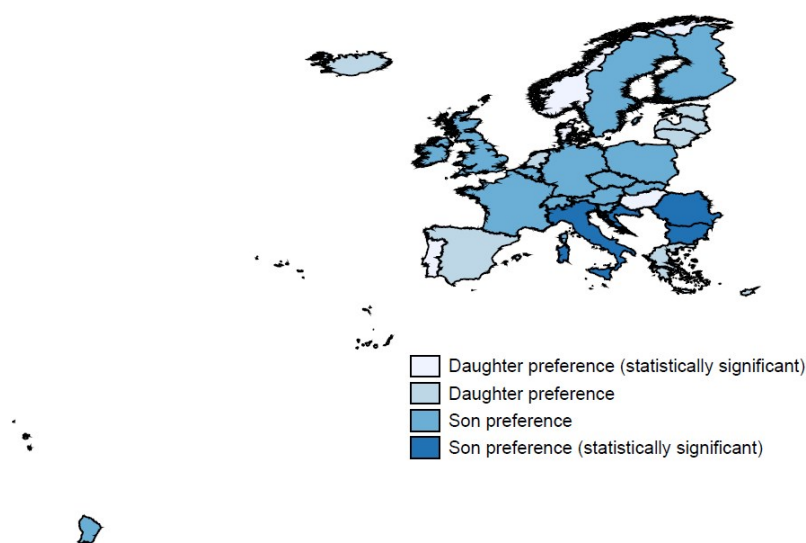 Daughter preference (statistically significant)
Daughter preference
Son preference
Son preference (statistically significant)